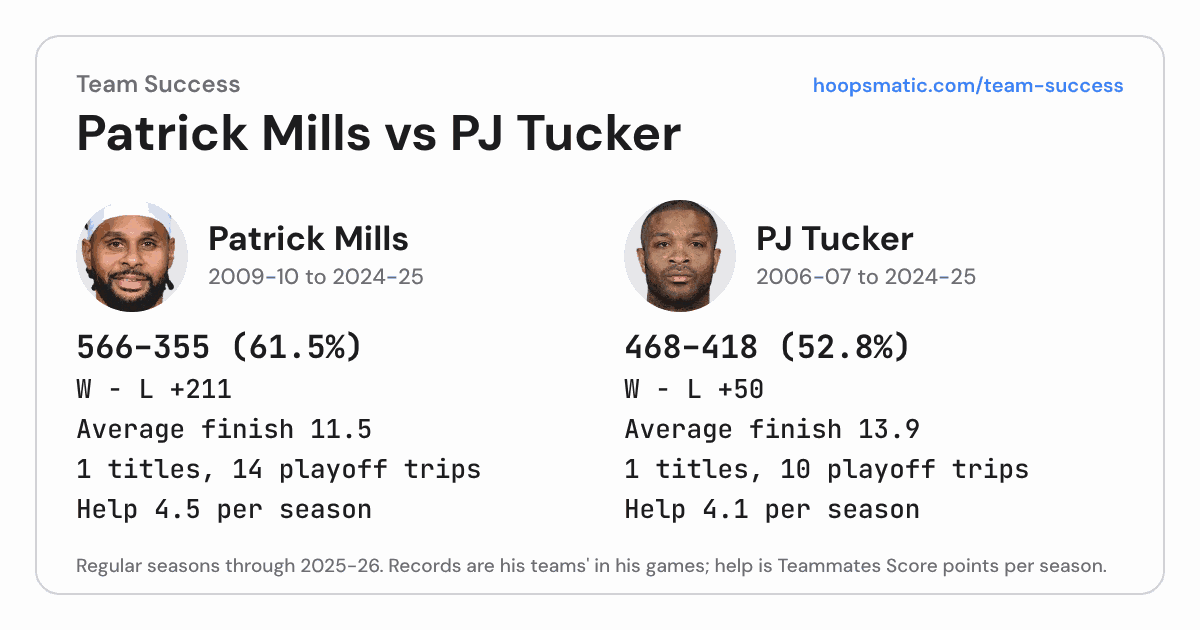 Team Success
hoopsmatic.com/team-success
Patrick Mills vs PJ Tucker
Patrick Mills
2009-10 to 2024-25
566-355 (61.5%)
W - L +211
Average finish 11.5
1 titles, 14 playoff trips
Help 4.5 per season
PJ Tucker
2006-07 to 2024-25
468-418 (52.8%)
W - L +50
Average finish 13.9
1 titles, 10 playoff trips
Help 4.1 per season
Regular seasons through 2025-26. Records are his teams' in his games; help is Teammates Score points per season.